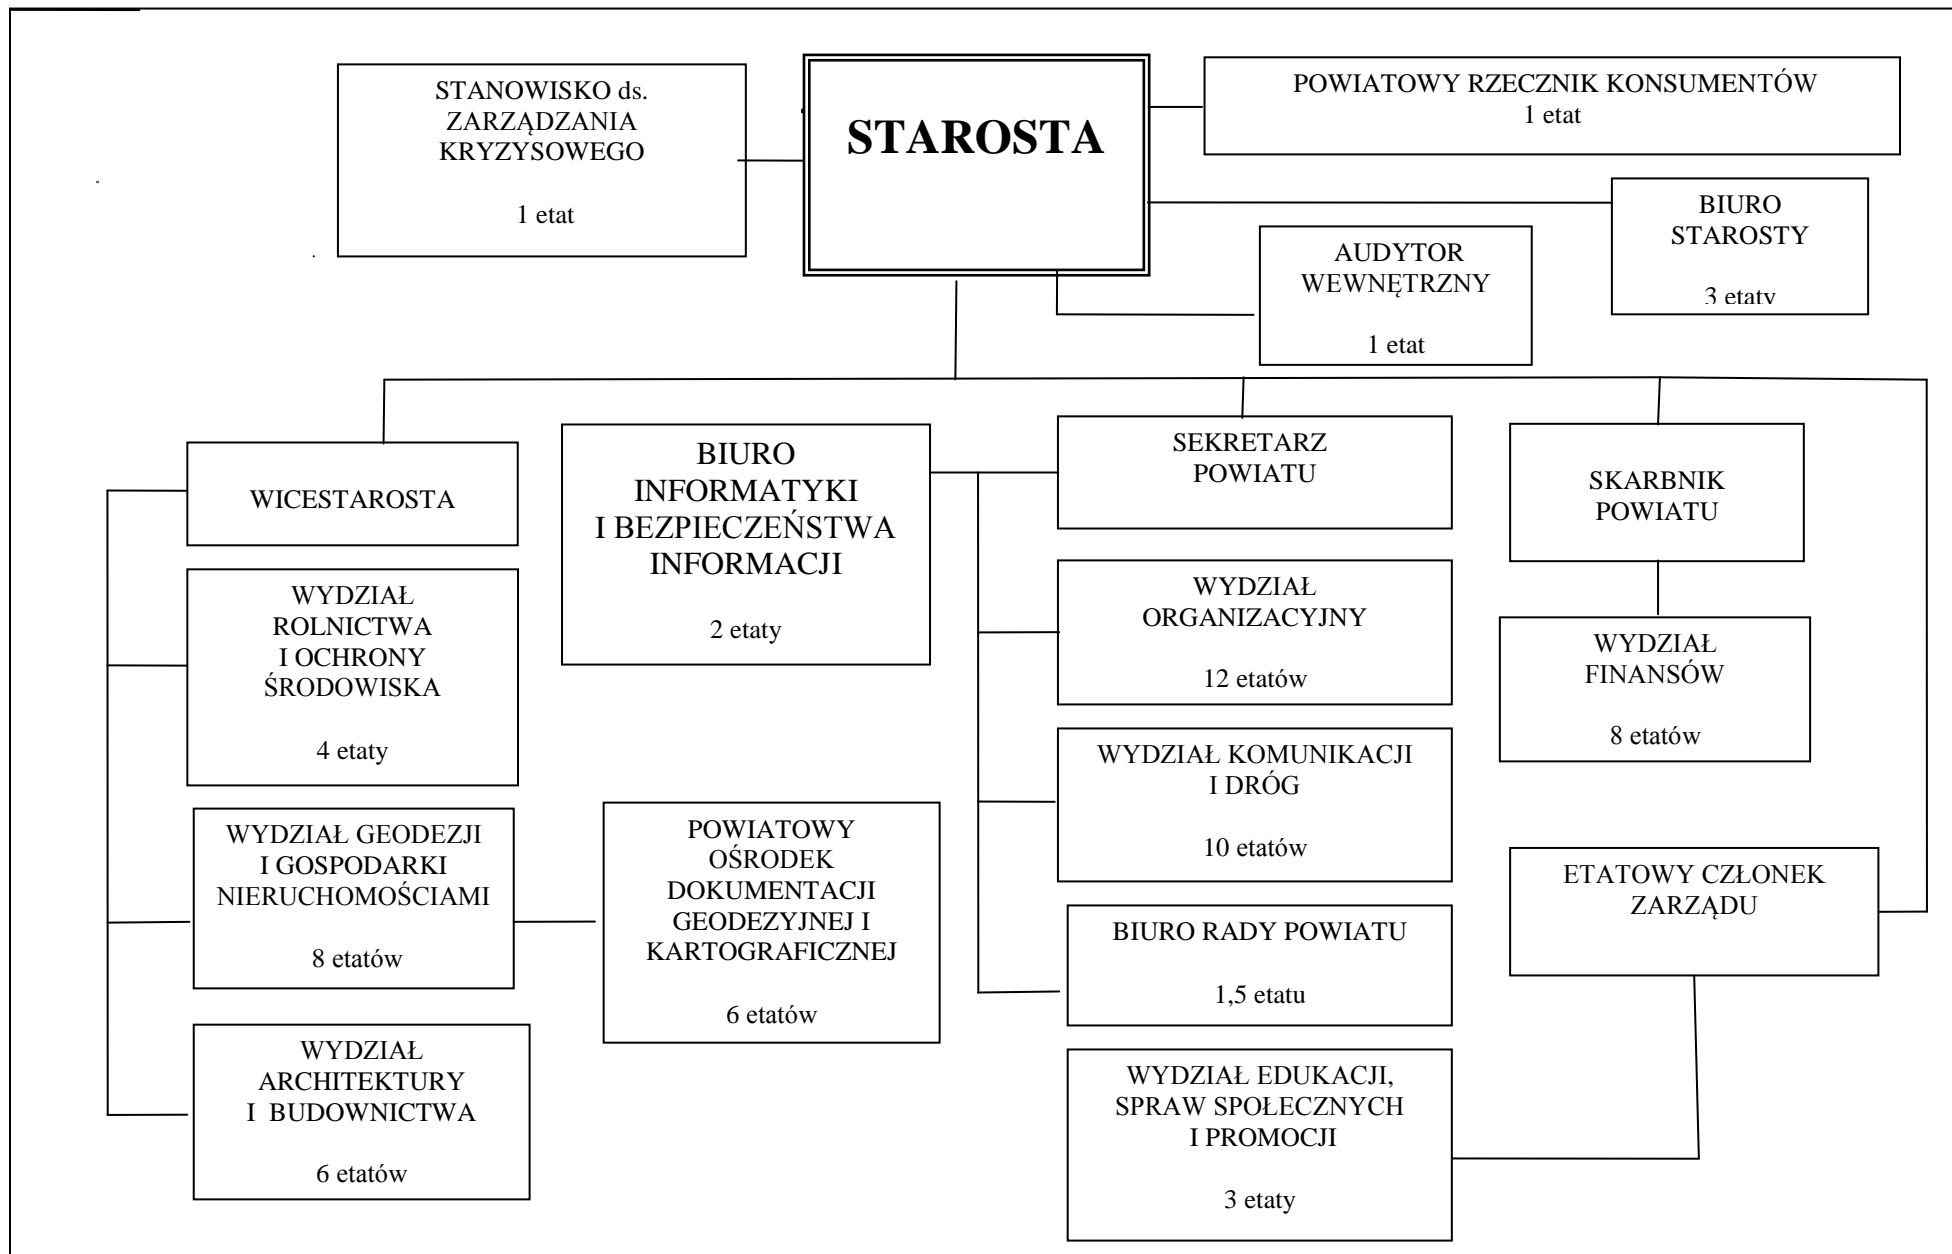 STANOWISKO ds.
ZARZĄDZANIA
KRYZYSOWEGO
1 etat
STAROSTA
POWIATOWY RZECZNIK KONSUMENTÓW
1 etat
BIURO
STAROSTY
3 etaty
AUDYTOR
WEWNĘTRZNY
1 etat
WICESTAROSTA
BIURO
INFORMATYKI
I BEZPIECZEŃSTWA
INFORMACJI
2 etaty
SEKRETARZ
POWIATU
SKARBNIK
POWIATU
WYDZIAŁ
ROLNICTWA
I OCHRONY
ŚRODOWISKA
4 etaty
WYDZIAŁ
ORGANIZACYJNY
12 etatów
WYDZIAŁ
FINANSÓW
8 etatów
WYDZIAŁ KOMUNIKACJI
I DRÓG
10 etatów
WYDZIAŁ GEODEZJI
I GOSPODARKI
NIERUCHOMOŚCIAMI
8 etatów
POWIATOWY
OŚRODEK
DOKUMENTACJI
GEODEZYJNEJ I
KARTOGRAFICZNEJ
6 etatów
ETATOWY CZŁONEK
ZARZĄDU
BIURO RADY POWIATU
1,5 etatu
WYDZIAŁ
ARCHITEKTURY
I BUDOWNICTWA
6 etatów
WYDZIAŁ EDUKACJI,
SPRAW SPOŁECZNYCH
I PROMOCJI
3 etaty